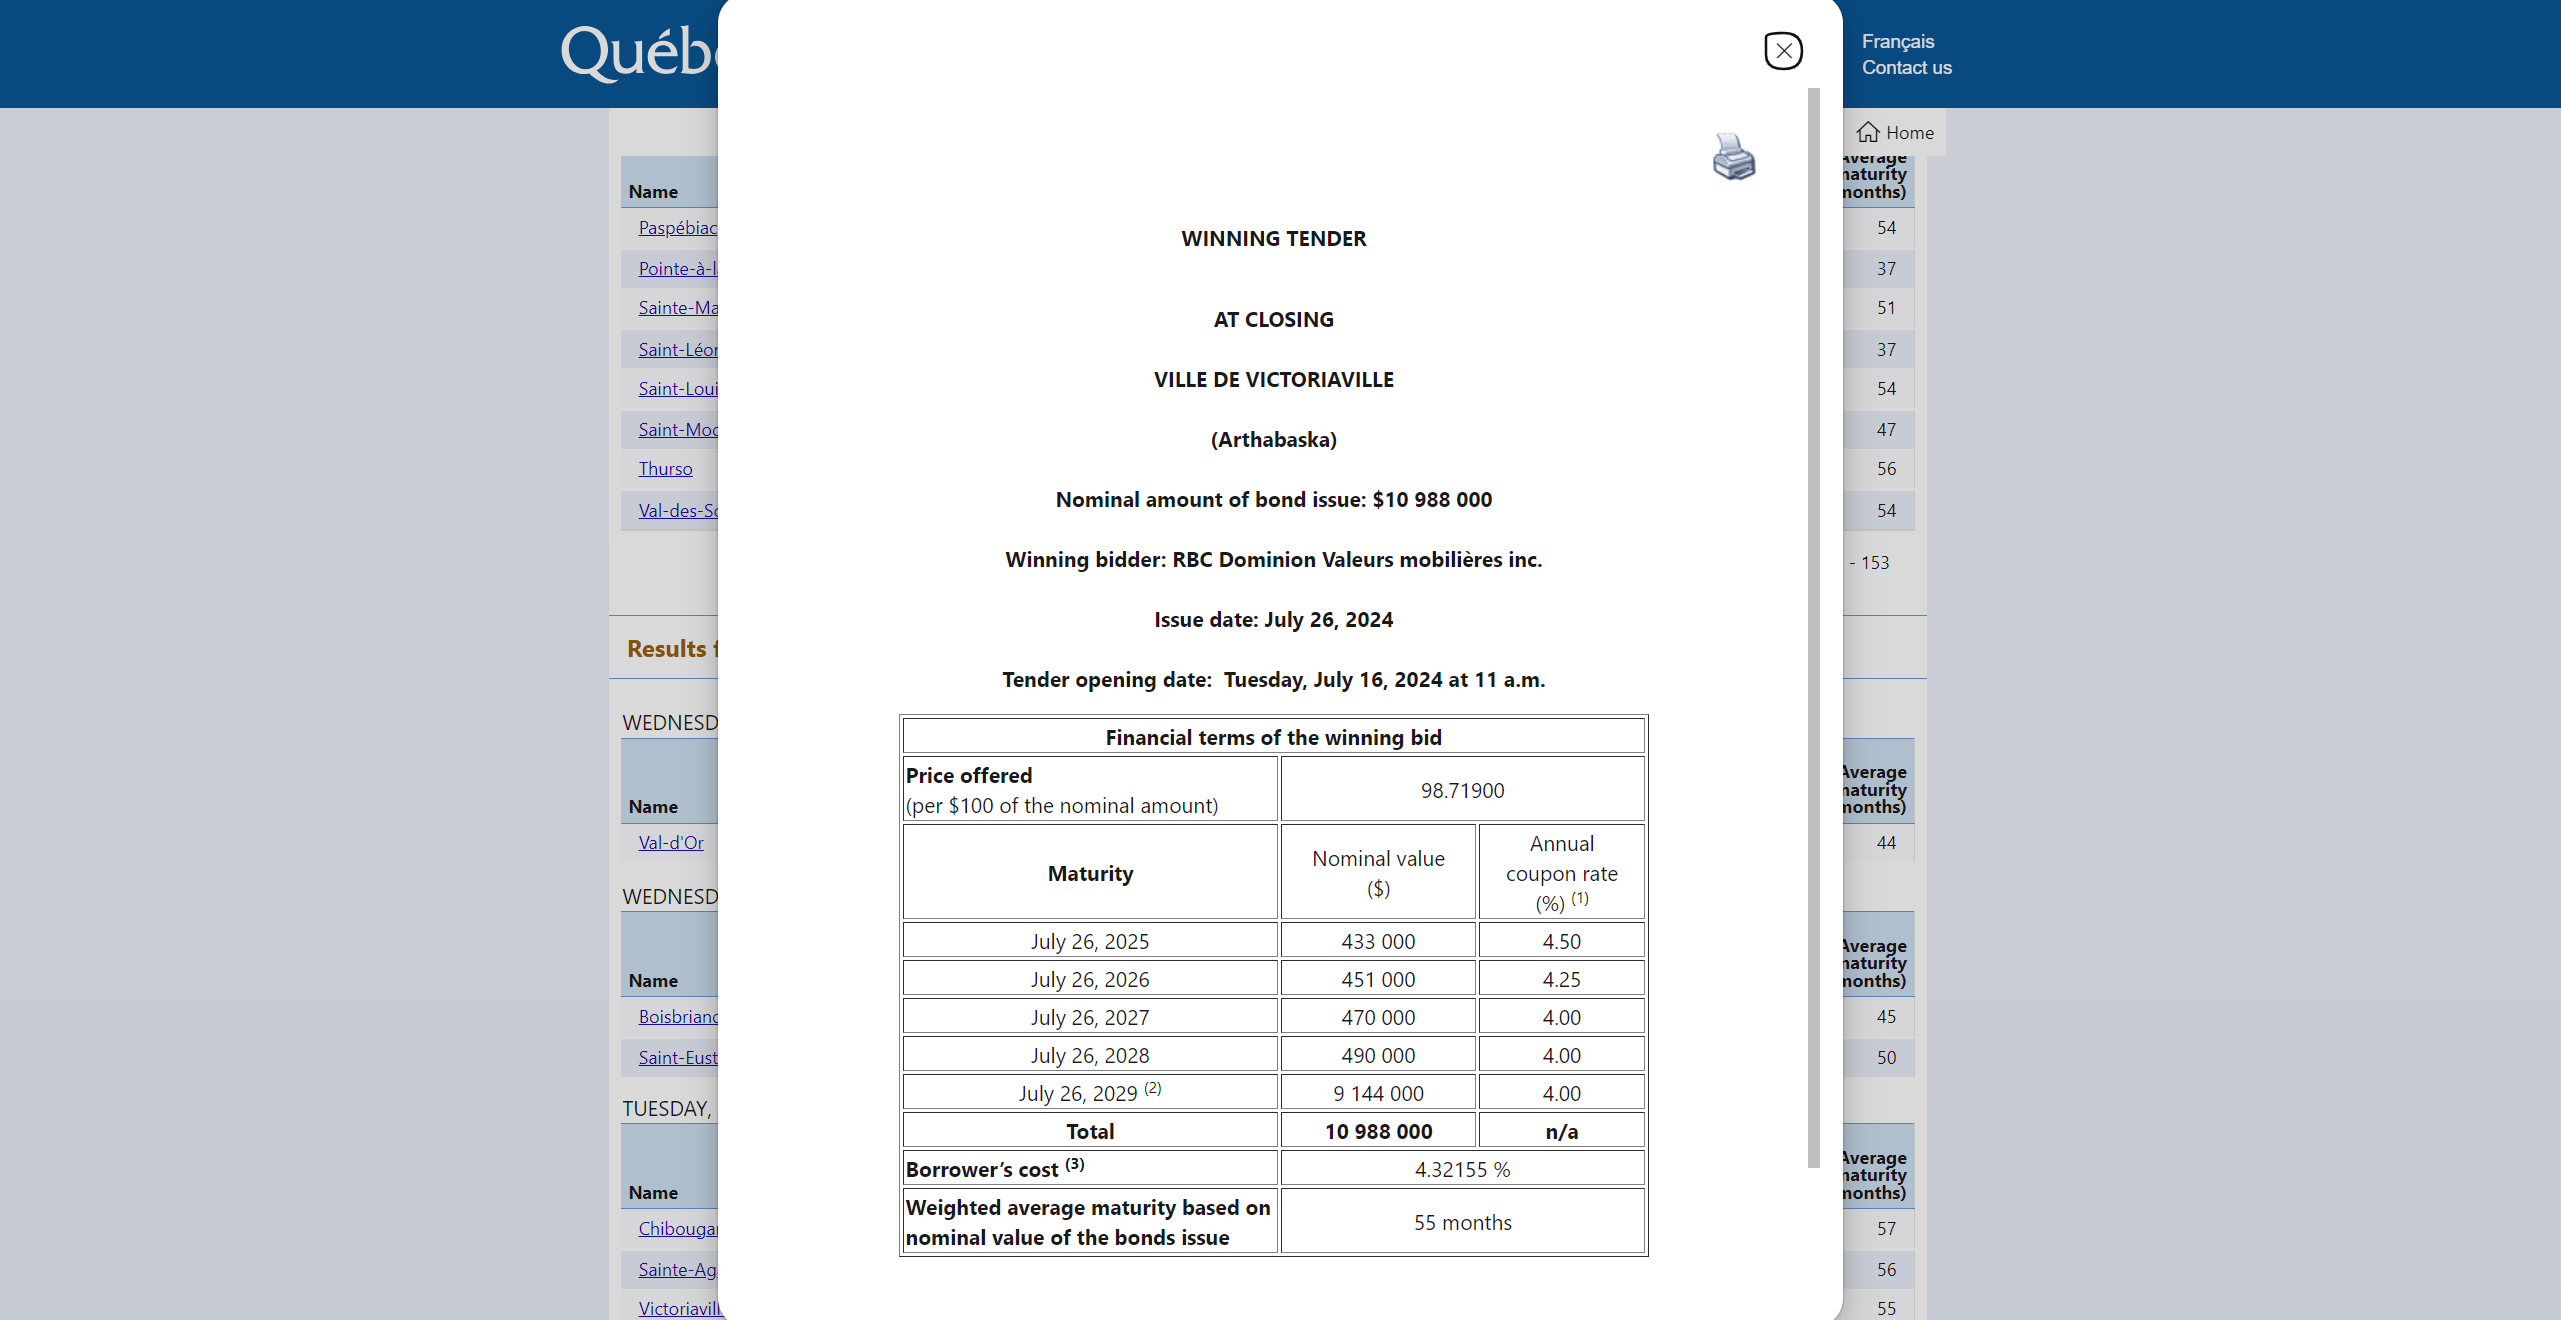 Québ
Français
Contact us
Home
Name
Average
maturity
months)
Paspébiac
54
Pointe-à-l
37
Sainte-Ma
51
Saint-Léon
37
Saint-Loui
54
Saint-Mod
47
Thurso
56
Val-des-So
54
- 153
Results f
WEDNESD
Name
Average
maturity
months)
Val-d'Or
44
WEDNESD
Name
Average
maturity
months)
Boisbriand
45
Saint-Eust
50
TUESDAY,
Name
Average
maturity
months)
Chibougar
57
Sainte-Ag
56
Victoriavill
55
WINNING TENDER
AT CLOSING
VILLE DE VICTORIAVILLE
(Arthabaska)
Nominal amount of bond issue: $10 988 000
Winning bidder: RBC Dominion Valeurs mobilières inc.
Issue date: July 26, 2024
Tender opening date:  Tuesday, July 16, 2024 at 11 a.m.
Financial terms of the winning bid
Price offered
(per $100 of the nominal amount)
98.71900
Maturity
Nominal value
($)
Annual
coupon rate
(%) (1)
July 26, 2025 433 000 4.50
July 26, 2026 451 000 4.25
July 26, 2027 470 000 4.00
July 26, 2028 490 000 4.00
July 26, 2029 (2) 9 144 000 4.00
Total 10 988 000 n/a
Borrower’s cost (3) 4.32155 %
Weighted average maturity based on
nominal value of the bonds issue
55 months